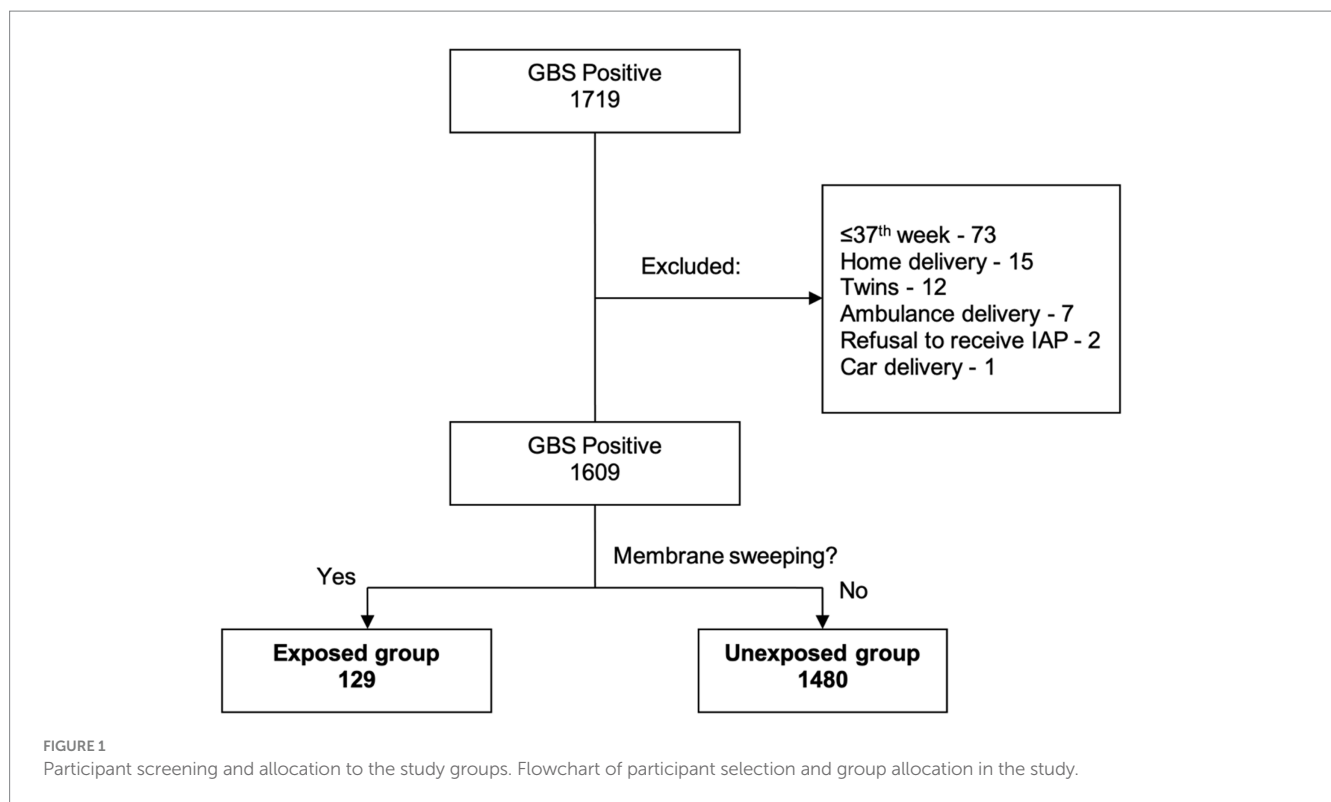 GBS Positive
1719
Excluded:
≤37th week - 73
Home delivery - 15
Twins - 12
Ambulance delivery - 7
Refusal to receive IAP - 2
Car delivery - 1
GBS Positive
1609
Membrane sweeping?
Yes
No
Exposed group
129
Unexposed group
1480
FIGURE 1
Participant screening and allocation to the study groups. Flowchart of participant selection and group allocation in the study.